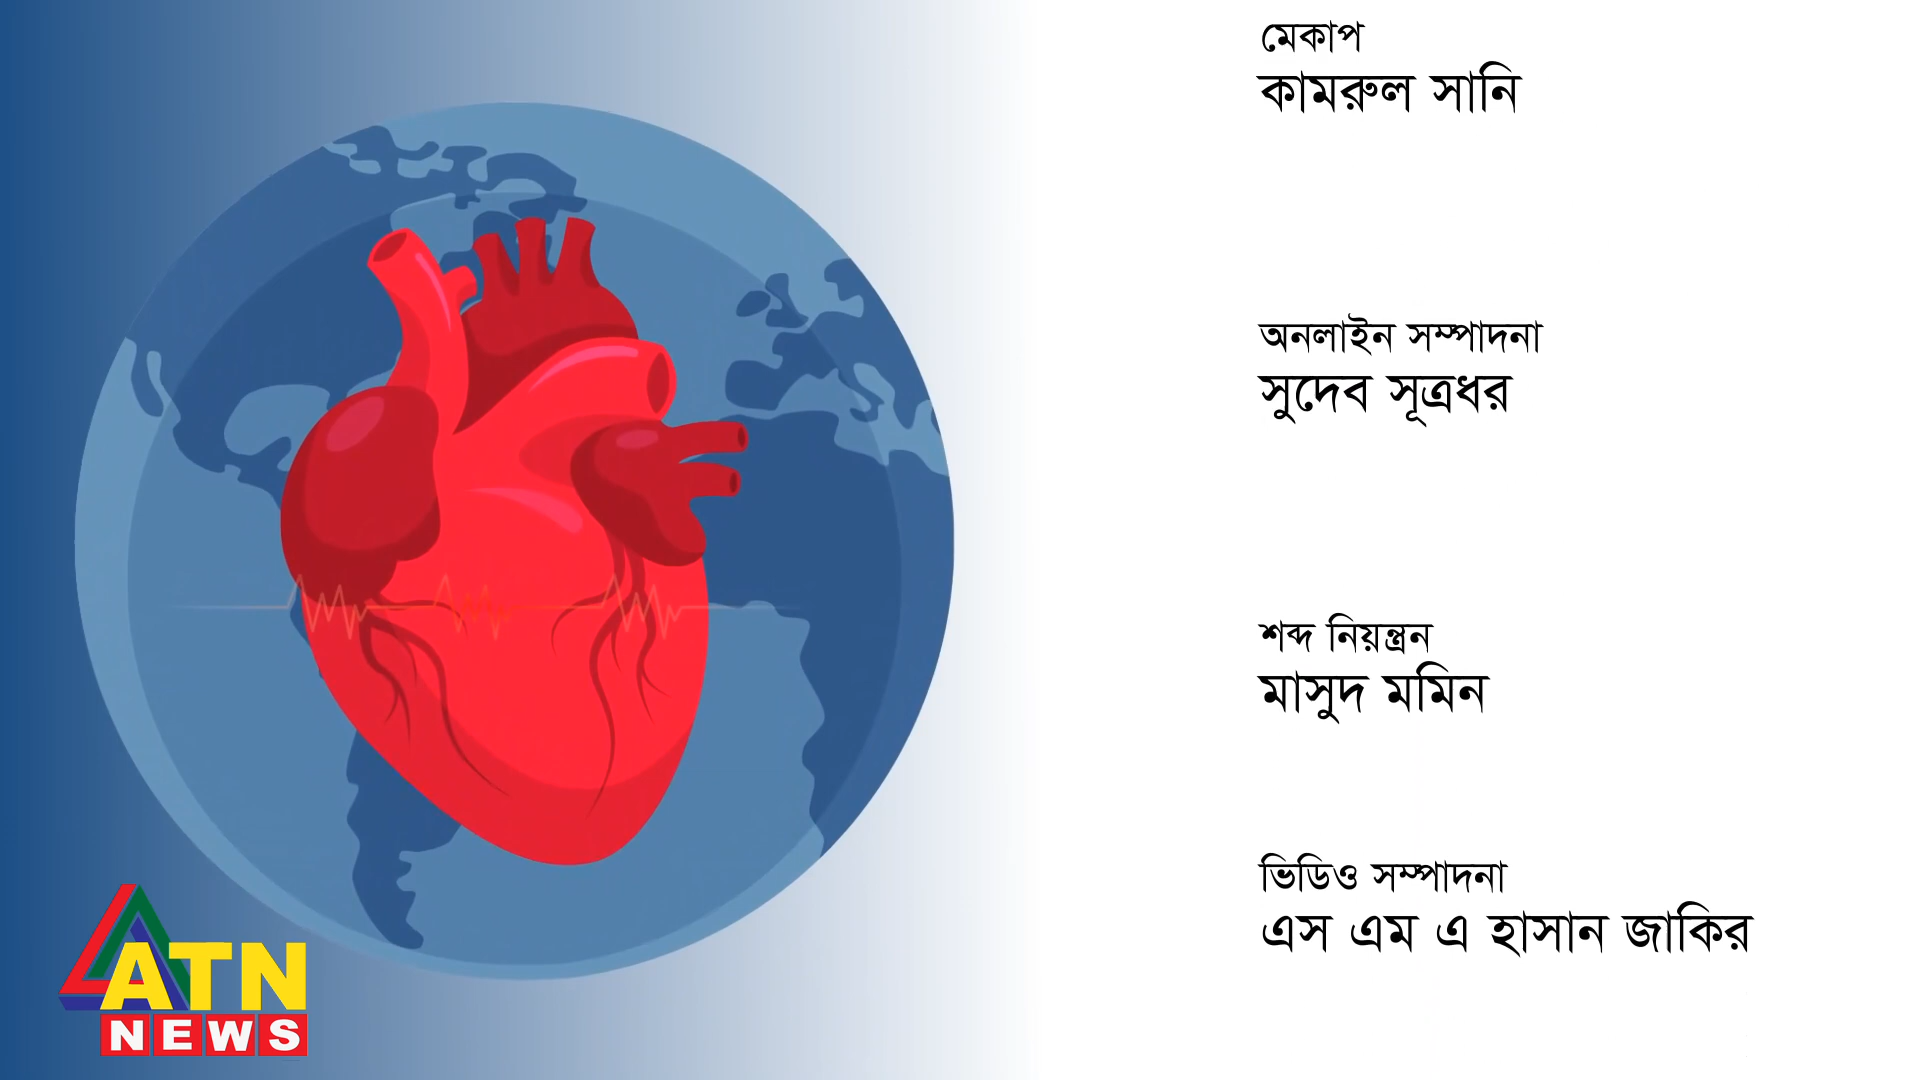 মেকাপ
কামরুল সানি
অনলাইন সম্পাদনা
সুদেব সূত্রধর
শব্দ নিয়ন্ত্রন
মাসুদ মমিন
ভিডিও সম্পাদনা
এস এম এ হাসান জাকির
ATN
NEWS